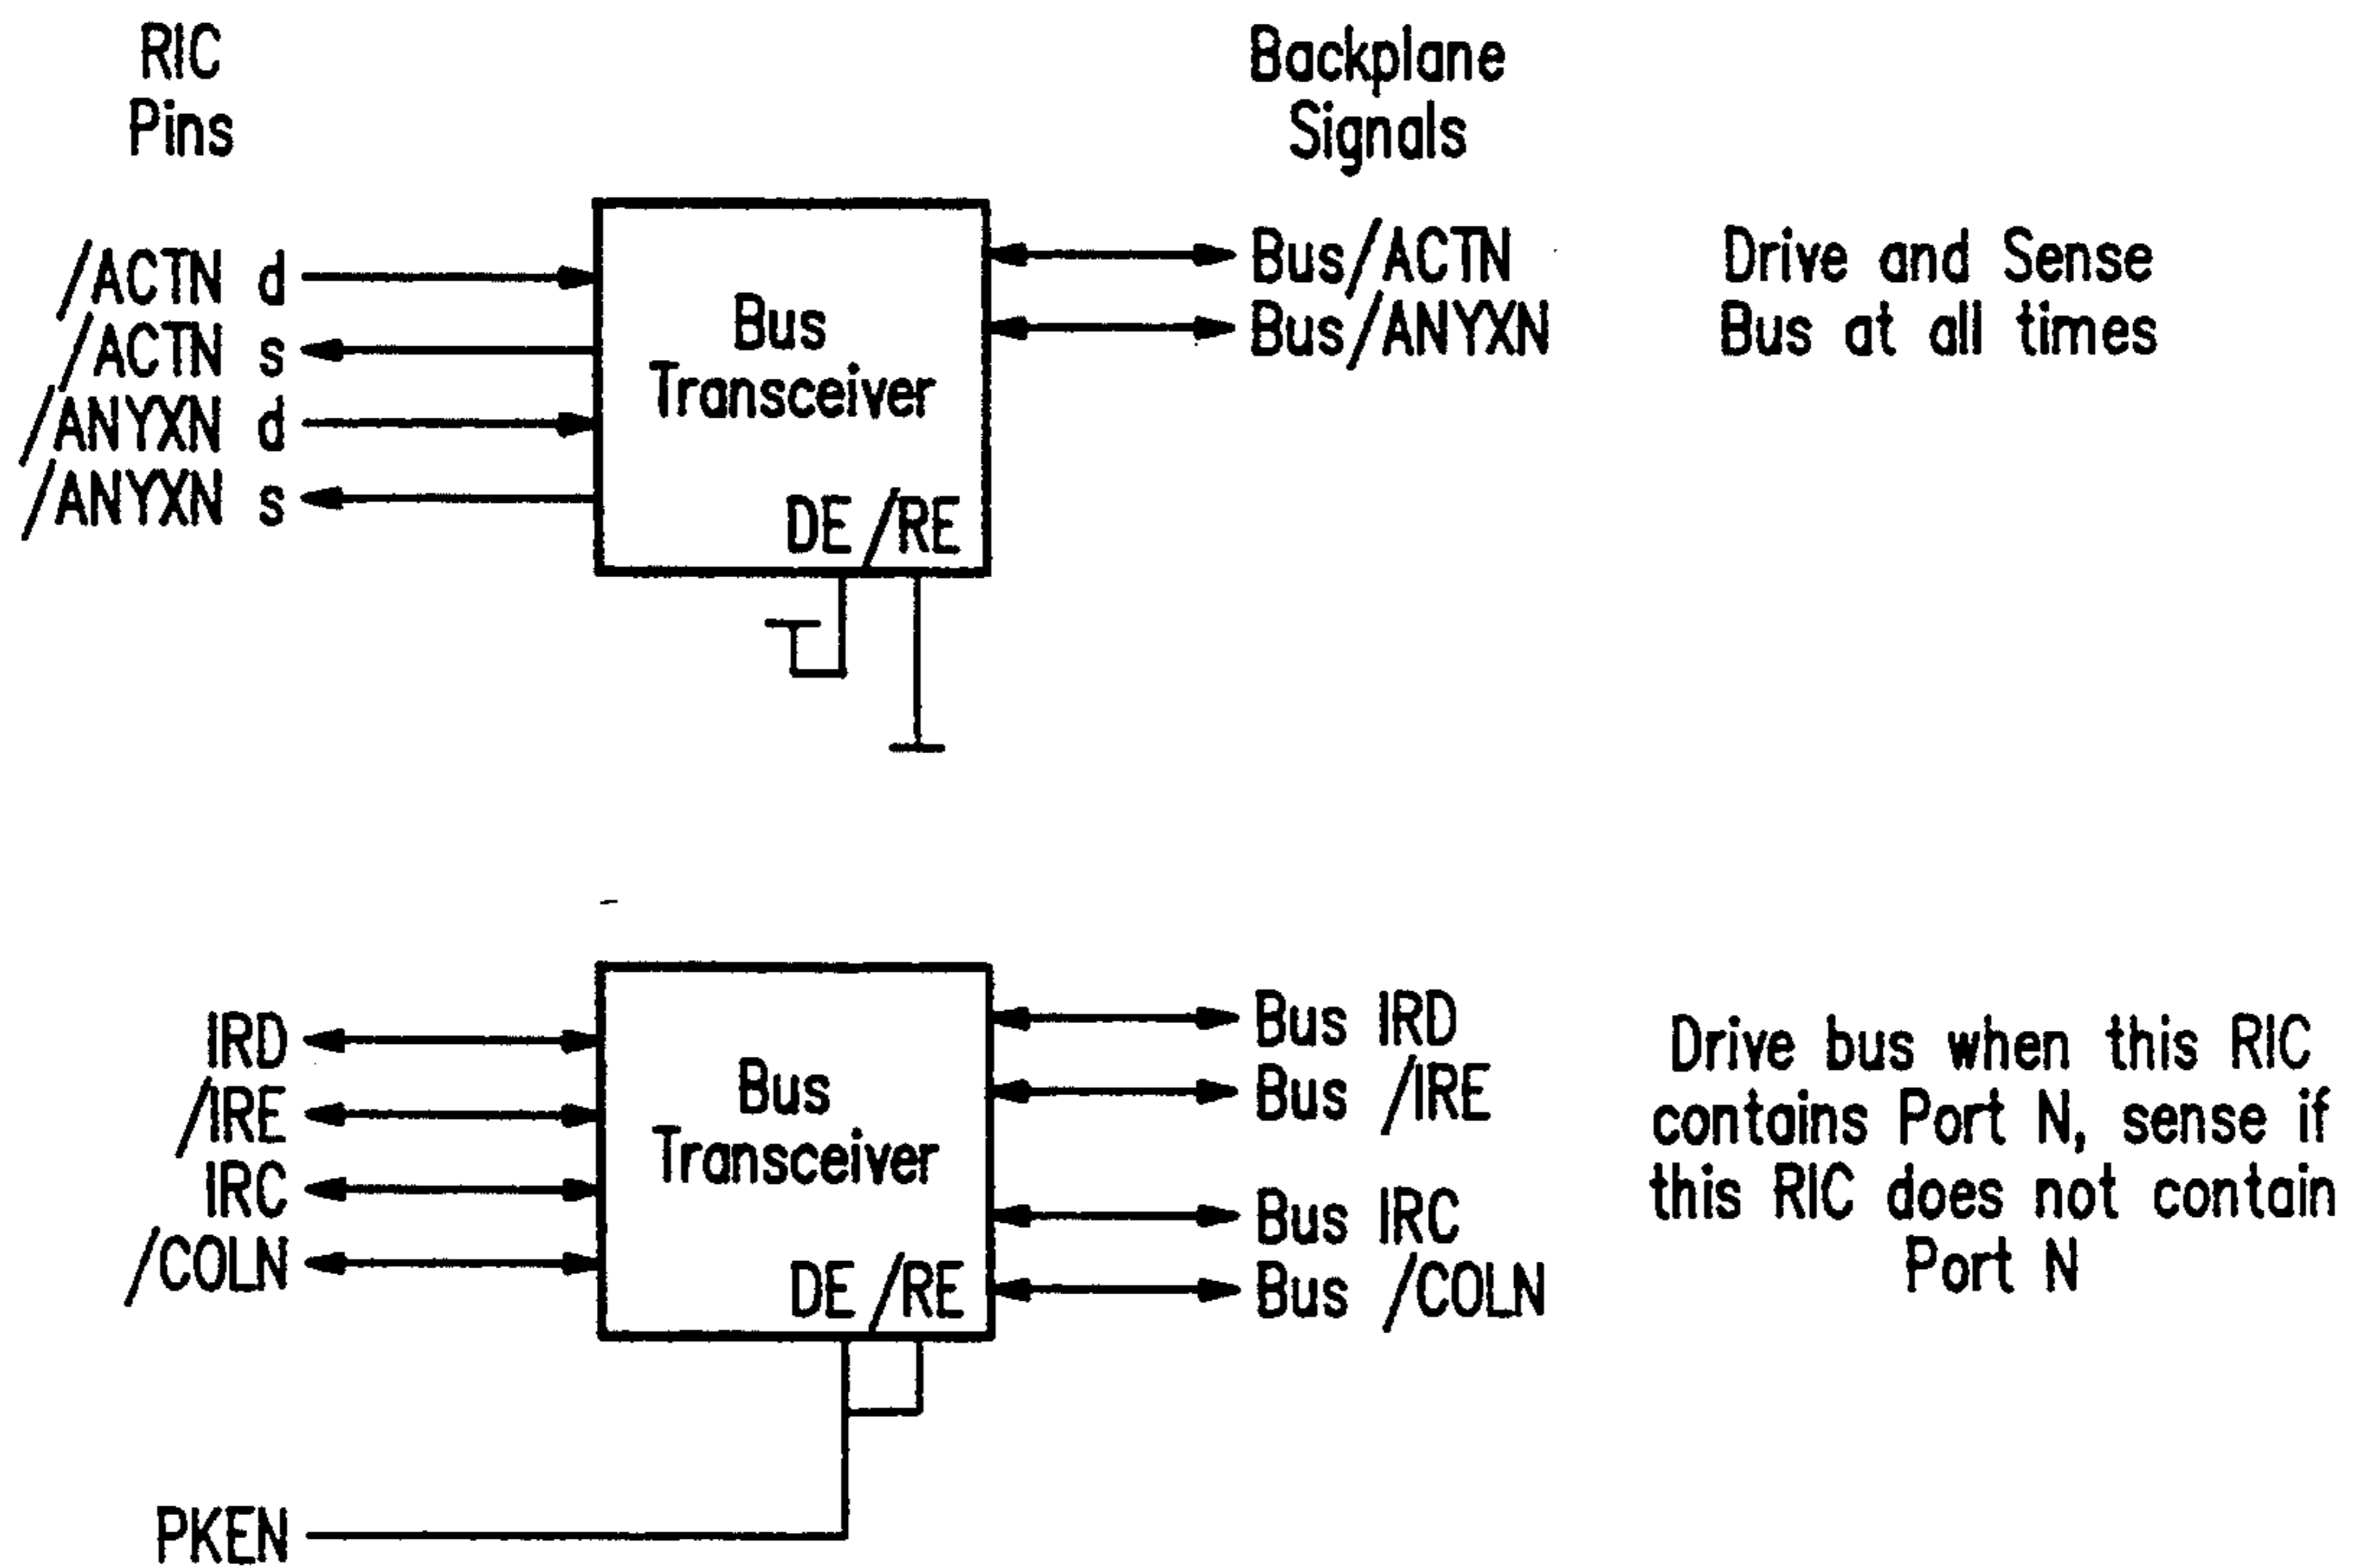 RIC
Pins
Backplane
Signals
/ACTN d
/ACTN s
/ANYXN d
/ANYXN s
Bus
Transceiver
DE /RE
Bus/ACTN
Bus/ANYXN
Drive and Sense
Bus at all times
IRD
/IRE
IRC
/COLN
PKEN
Bus
Transceiver
DE /RE
Bus IRD
Bus /IRE
Bus IRC
Bus /COLN
Drive bus when this RIC
contains Port N, sense if
this RIC does not contain
Port N